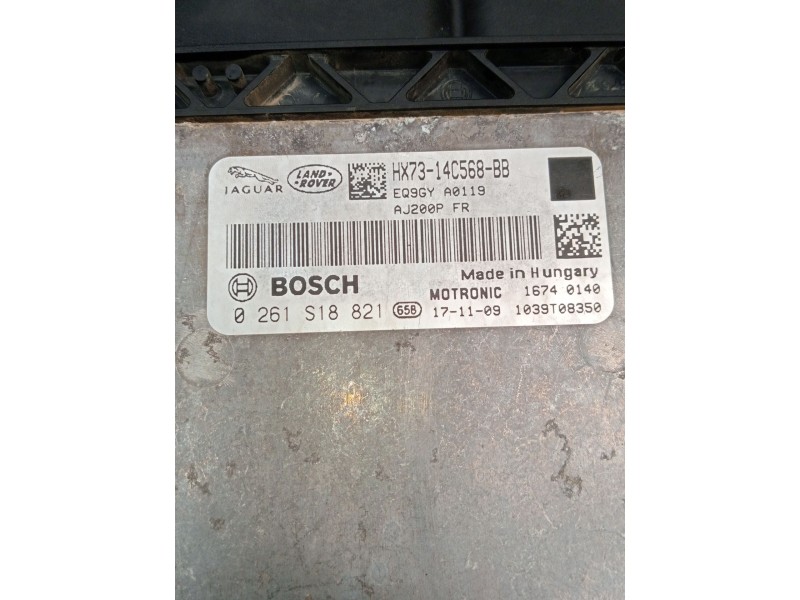 JAGUAR
LAND-
ROVER
HX73-14C568-BB
EQ9GY A0119
AJ200P FR
BOSCH
Made in Hungary
MOTRONIC 1674 0140
0 261 S18 821 658 17-11-09 1039T08350